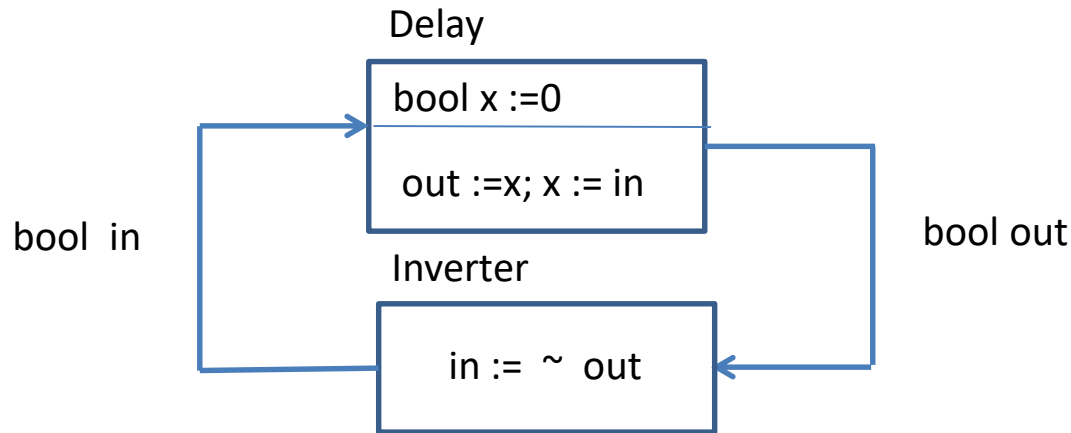 Delay
bool x :=0
out :=x; x := in
bool  in
bool out
Inverter
in :=  ~  out